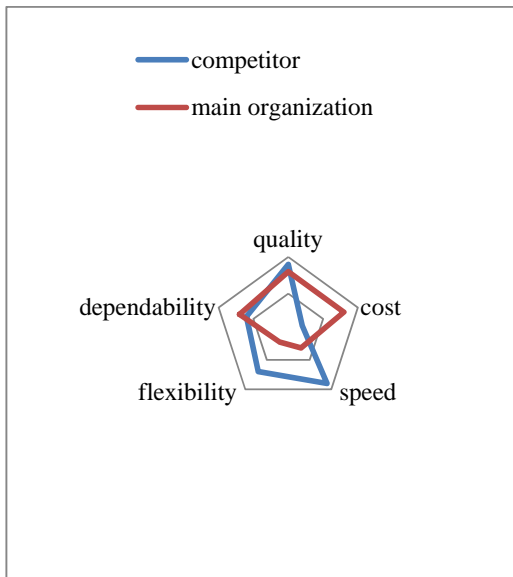 competitor
main organization
quality
dependability
cost
flexibility
speed